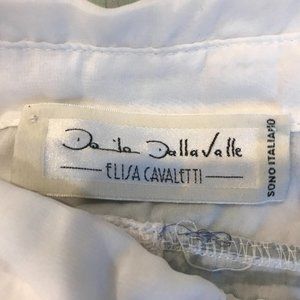 Daniela Dallavalle
ELISA CAVALETTI
SONO ITALIANO